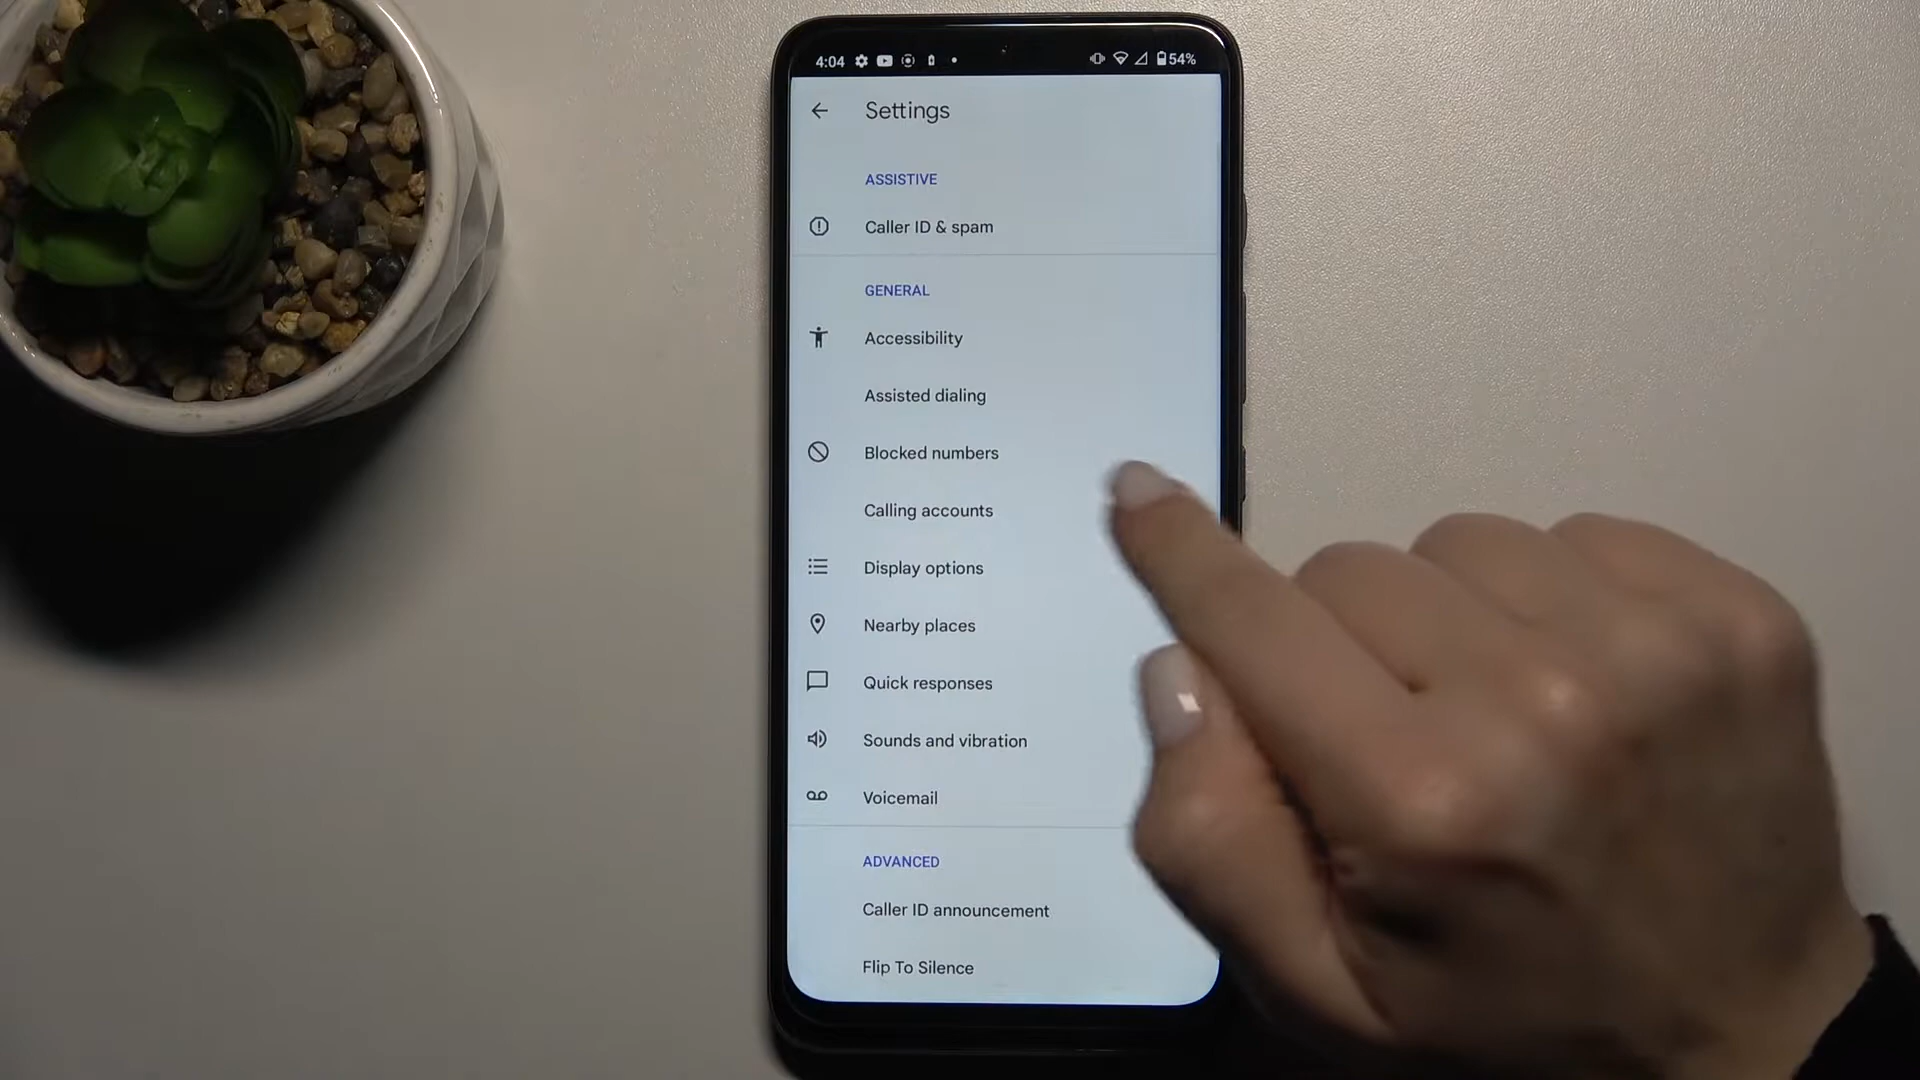 4:04 54%
Settings
ASSISTIVE
Caller ID & spam
GENERAL
Accessibility
Assisted dialing
Blocked numbers
Calling accounts
Display options
Nearby places
Quick responses
Sounds and vibration
Voicemail
ADVANCED
Caller ID announcement
Flip To Silence